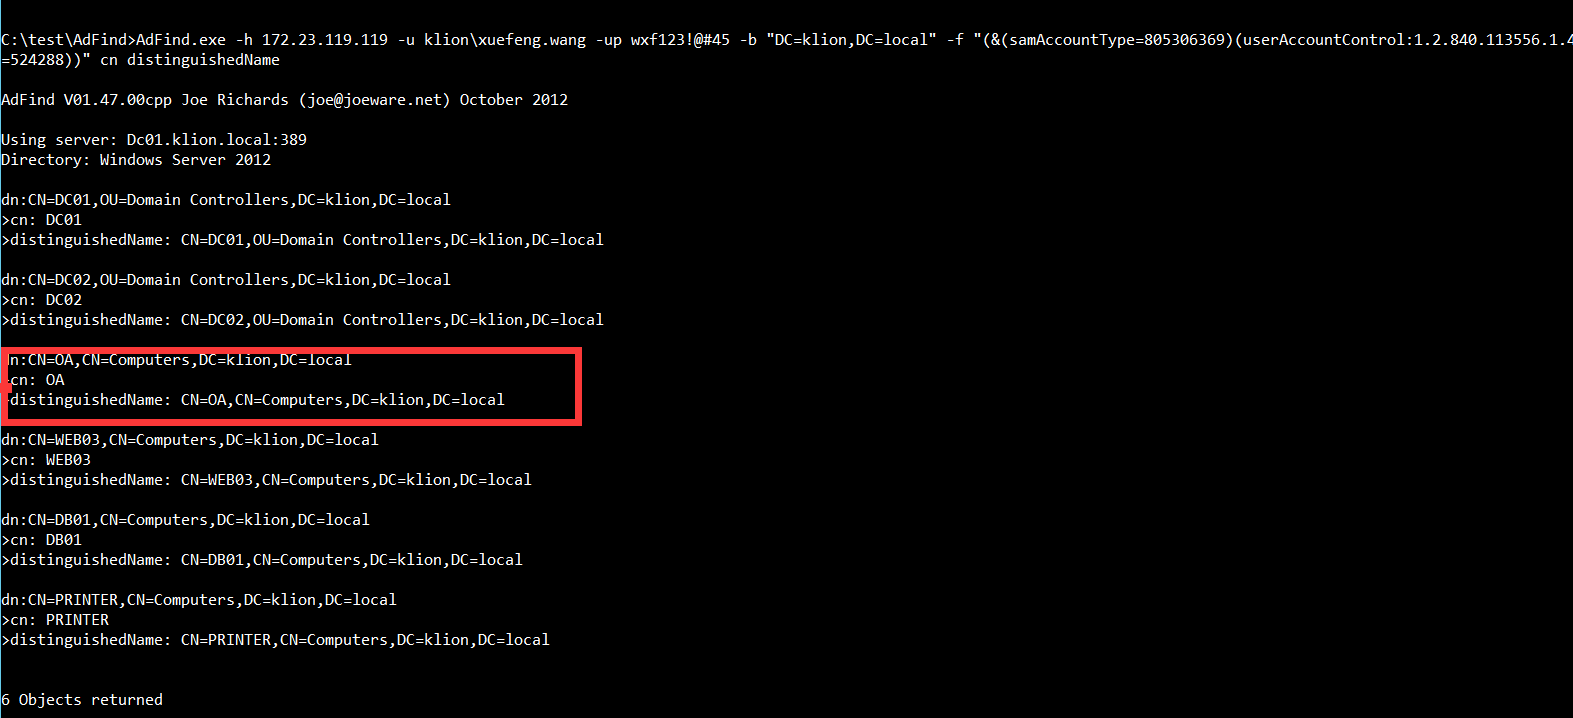 C:\test\AdFind>AdFind.exe -h 172.23.119.119 -u klion\xuefeng.wang -up wxf123!@#45 -b "DC=klion,DC=local" -f "(&(samAccountType=805306369)(userAccountControl:1.2.840.113556.1.4
=524288))" cn distinguishedName
AdFind V01.47.00cpp Joe Richards (joe@joeware.net) October 2012
Using server: Dc01.klion.local:389
Directory: Windows Server 2012
dn:CN=DC01,OU=Domain Controllers,DC=klion,DC=local
>cn: DC01
>distinguishedName: CN=DC01,OU=Domain Controllers,DC=klion,DC=local
dn:CN=DC02,OU=Domain Controllers,DC=klion,DC=local
>cn: DC02
>distinguishedName: CN=DC02,OU=Domain Controllers,DC=klion,DC=local
dn:CN=OA,CN=Computers,DC=klion,DC=local
>cn: OA
>distinguishedName: CN=OA,CN=Computers,DC=klion,DC=local
dn:CN=WEB03,CN=Computers,DC=klion,DC=local
>cn: WEB03
>distinguishedName: CN=WEB03,CN=Computers,DC=klion,DC=local
dn:CN=DB01,CN=Computers,DC=klion,DC=local
>cn: DB01
>distinguishedName: CN=DB01,CN=Computers,DC=klion,DC=local
dn:CN=PRINTER,CN=Computers,DC=klion,DC=local
>cn: PRINTER
>distinguishedName: CN=PRINTER,CN=Computers,DC=klion,DC=local
6 Objects returned